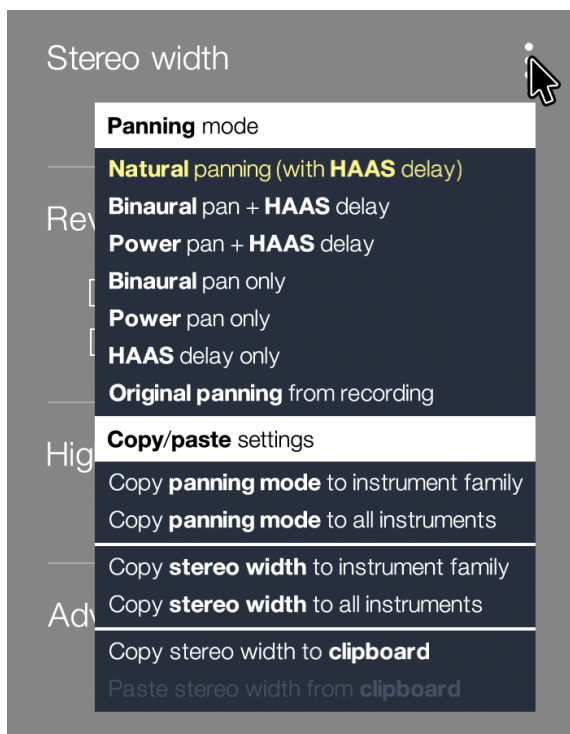 Stereo width
Panning mode
Natural panning (with HAAS delay)
Rev
Binaural pan + HAAS delay
Power pan + HAAS delay
Binaural pan only
Power pan only
HAAS delay only
Original panning from recording
Copy/paste settings
Hig
Copy panning mode to instrument family
Copy panning mode to all instruments
Copy stereo width to instrument family
Adv
Copy stereo width to all instruments
Copy stereo width to clipboard
Paste stereo width from clipboard